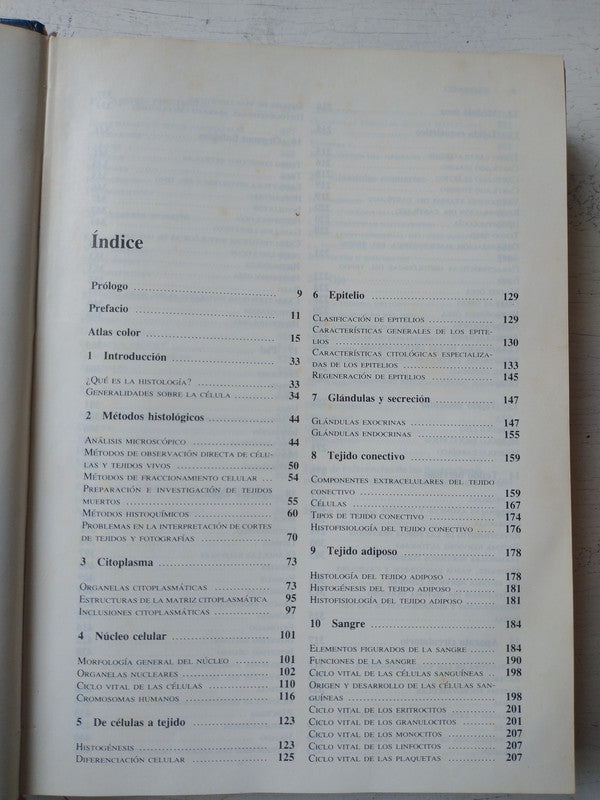 Índice
Prólogo ........ 9
Prefacio ........ 11
Atlas color ........ 15
1 Introducción ........ 33
¿Qué es la histología? ........ 33
Generalidades sobre la célula ........ 34
2 Métodos histológicos ........ 44
Análisis microscópico ........ 44
Métodos de observación directa de célu-
las y tejidos vivos ........ 50
Métodos de fraccionamiento celular ... 54
Preparación e investigación de tejidos
muertos ........ 55
Métodos histoquímicos ........ 60
Problemas en la interpretación de cortes
de tejidos y fotografías ........ 70
3 Citoplasma ........ 73
Organelas citoplasmáticas ........ 73
Estructuras de la matriz citoplasmática 95
Inclusiones citoplasmáticas ........ 97
4 Núcleo celular ........ 101
Morfología general del núcleo ........ 101
Organelas nucleares ........ 102
Ciclo vital de las células ........ 110
Cromosomas humanos ........ 116
5 De células a tejido ........ 123
Histogénesis ........ 123
Diferenciación celular ........ 125
6 Epitelio ........ 129
Clasificación de epitelios ........ 129
Características generales de los epite-
lios ........ 130
Características citológicas especializa-
das de los epitelios ........ 133
Regeneración de epitelios ........ 145
7 Glándulas y secreción ........ 147
Glándulas exocrinas ........ 147
Glándulas endocrinas ........ 155
8 Tejido conectivo ........ 159
Componentes extracelulares del tejido
conectivo ........ 159
Células ........ 167
Tipos de tejido conectivo ........ 174
Histofisiología del tejido conectivo ... 176
9 Tejido adiposo ........ 178
Histología del tejido adiposo ........ 178
Histogénesis del tejido adiposo ........ 181
Histofisiología del tejido adiposo ........ 181
10 Sangre ........ 184
Elementos figurados de la sangre ........ 184
Funciones de la sangre ........ 190
Ciclo vital de las células sanguíneas .. 198
Origen y desarrollo de las células san-
guíneas ........ 198
Ciclo vital de los eritrocitos ........ 201
Ciclo vital de los granulocitos ........ 201
Ciclo vital de los monocitos ........ 207
Ciclo vital de los linfocitos ........ 207
Ciclo vital de las plaquetas ........ 207